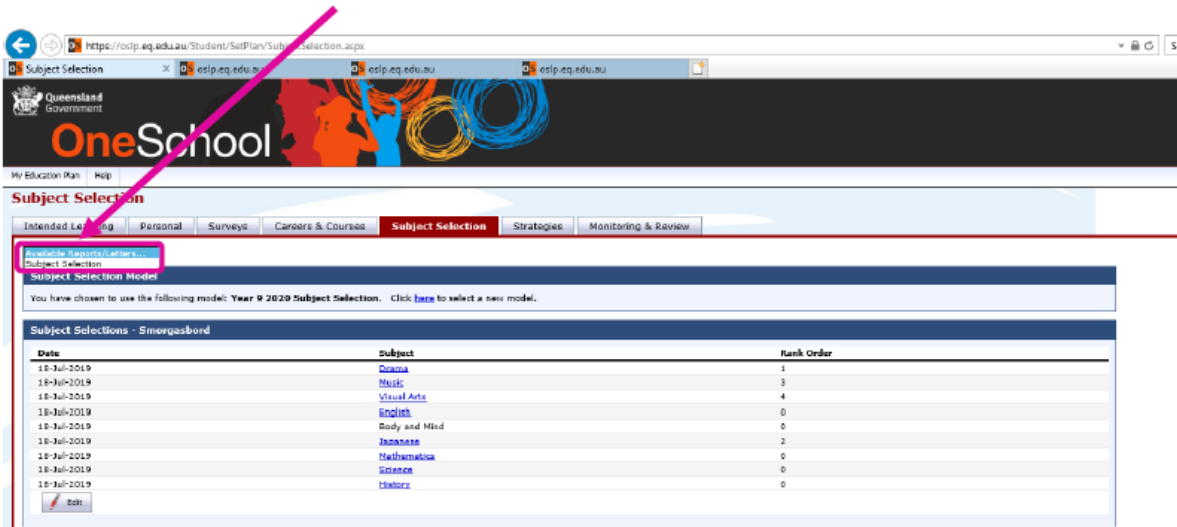 https://oslp.eq.edu.au/Student/SetPlan/SubjectSelection.aspx
Subject Selection oslp.eq.edu.au oslp.eq.edu.au oslp.eq.edu.au
Queensland
Government
OneSchool
My Education Plan Help
Subject Selection
Intended Learning Personal Surveys Careers & Courses Subject Selection Strategies Monitoring & Review
Available Reports/Letters...
Subject Selection
Subject Selection Model
You have chosen to use the following model: Year 9 2020 Subject Selection. Click here to select a new model.
Subject Selections - Smorgasbord
Date Subject Rank Order
18-Jul-2019 Drama 1
18-Jul-2019 Music 3
18-Jul-2019 Visual Arts 4
18-Jul-2019 English 0
18-Jul-2019 Body and Mind 0
18-Jul-2019 Japanese 2
18-Jul-2019 Mathematics 0
18-Jul-2019 Science 0
18-Jul-2019 History 0
Edit